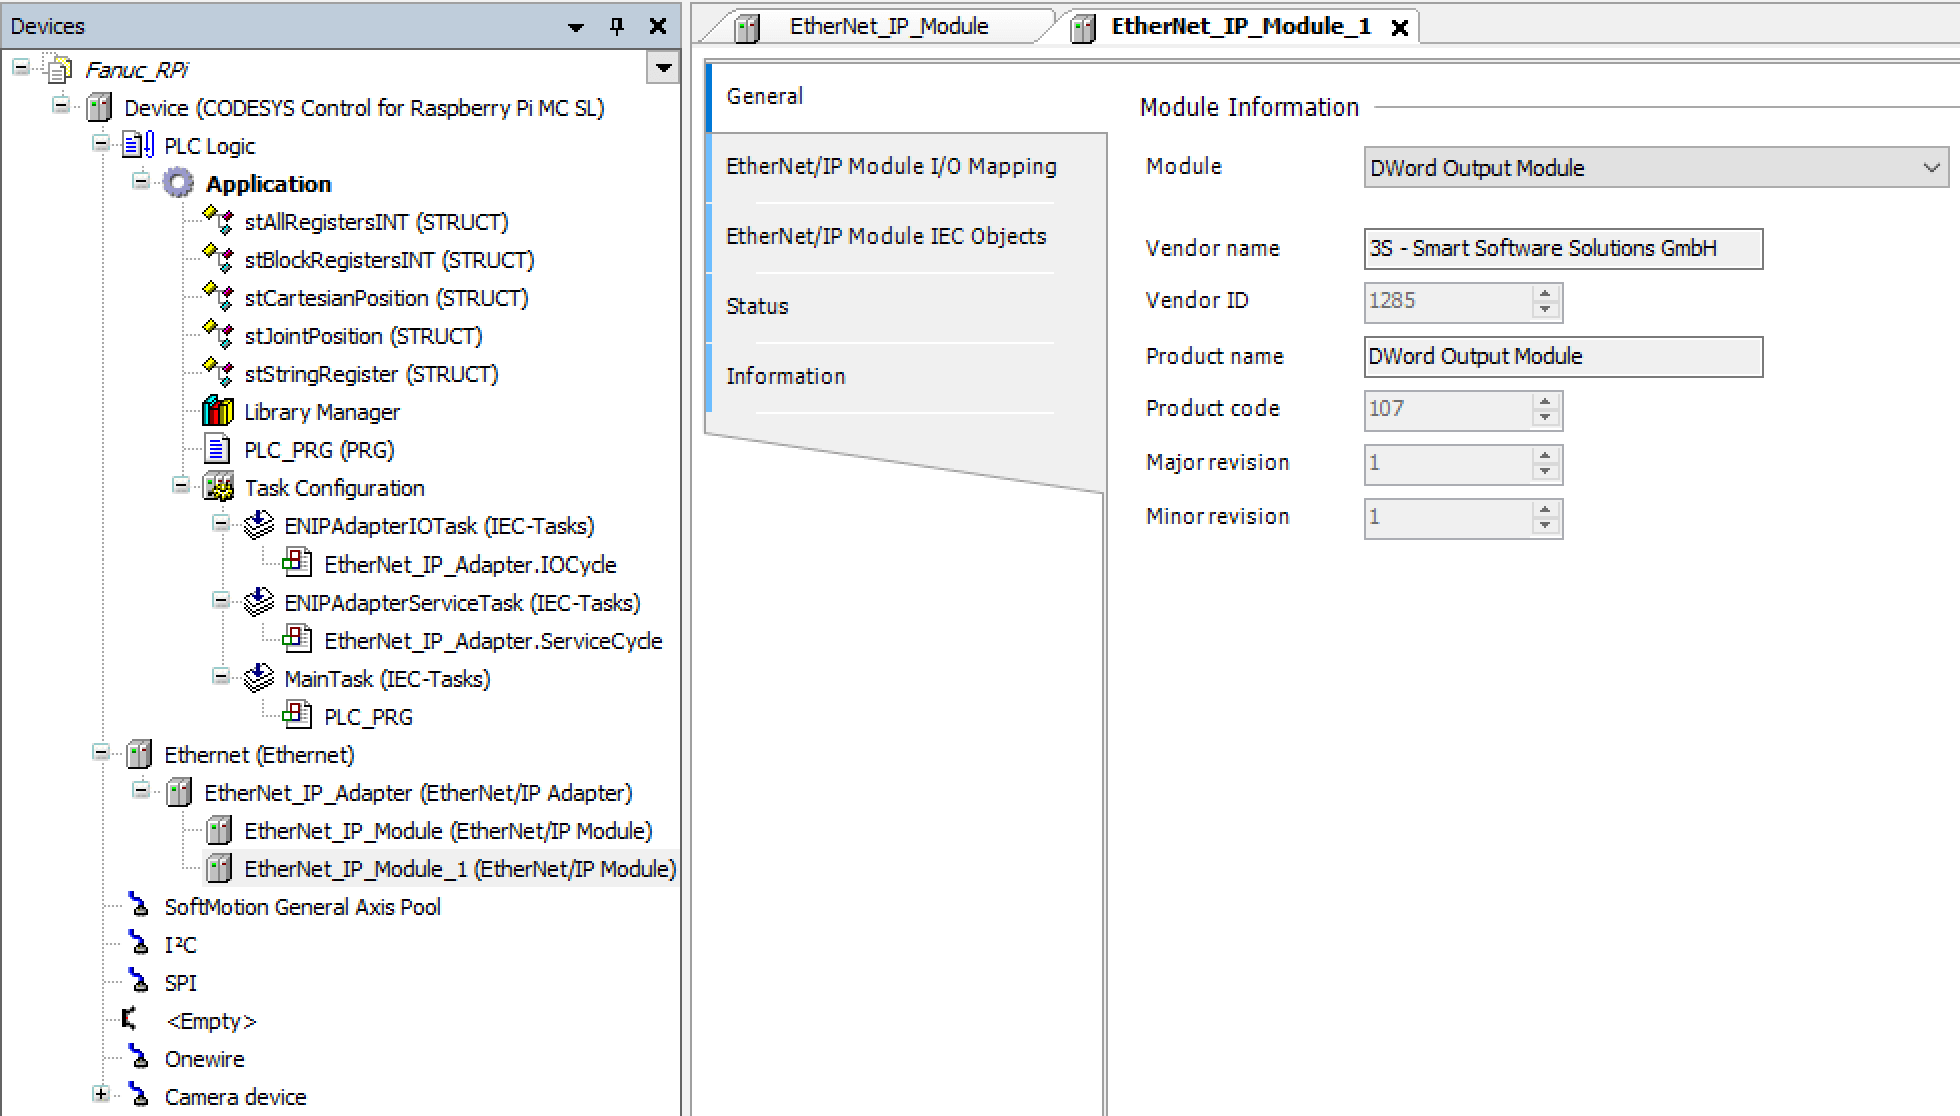 Devices
Fanuc_RPi
Device (CODESYS Control for Raspberry Pi MC SL)
PLC Logic
Application
stAllRegistersINT (STRUCT)
stBlockRegistersINT (STRUCT)
stCartesianPosition (STRUCT)
stJointPosition (STRUCT)
stStringRegister (STRUCT)
Library Manager
PLC_PRG (PRG)
Task Configuration
ENIPAdapterIOTask (IEC-Tasks)
EtherNet_IP_Adapter.IOCycle
ENIPAdapterServiceTask (IEC-Tasks)
EtherNet_IP_Adapter.ServiceCycle
MainTask (IEC-Tasks)
PLC_PRG
Ethernet (Ethernet)
EtherNet_IP_Adapter (EtherNet/IP Adapter)
EtherNet_IP_Module (EtherNet/IP Module)
EtherNet_IP_Module_1 (EtherNet/IP Module)
SoftMotion General Axis Pool
I²C
SPI
<Empty>
Onewire
Camera device
EtherNet_IP_Module
EtherNet_IP_Module_1
General
EtherNet/IP Module I/O Mapping
EtherNet/IP Module IEC Objects
Status
Information
Module Information
Module DWord Output Module
Vendor name 3S - Smart Software Solutions GmbH
Vendor ID 1285
Product name DWord Output Module
Product code 107
Major revision 1
Minor revision 1